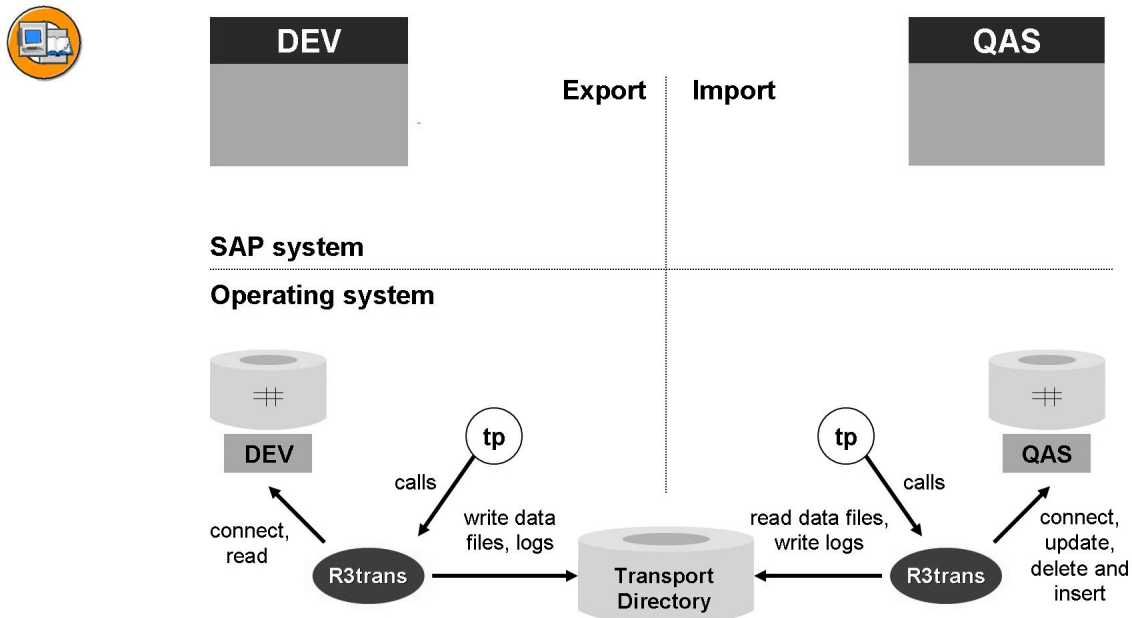 DEV
QAS
Export
Import
SAP system
Operating system
DEV
tp
calls
connect,
read
write data
files, logs
R3trans
Transport
Directory
tp
calls
read data files,
write logs
R3trans
QAS
connect,
update,
delete and
insert